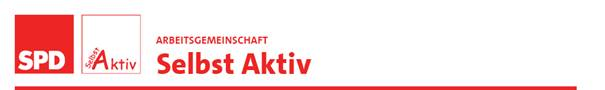 SPD
Selbst
Aktiv
ARBEITSGEMEINSCHAFT
Selbst Aktiv